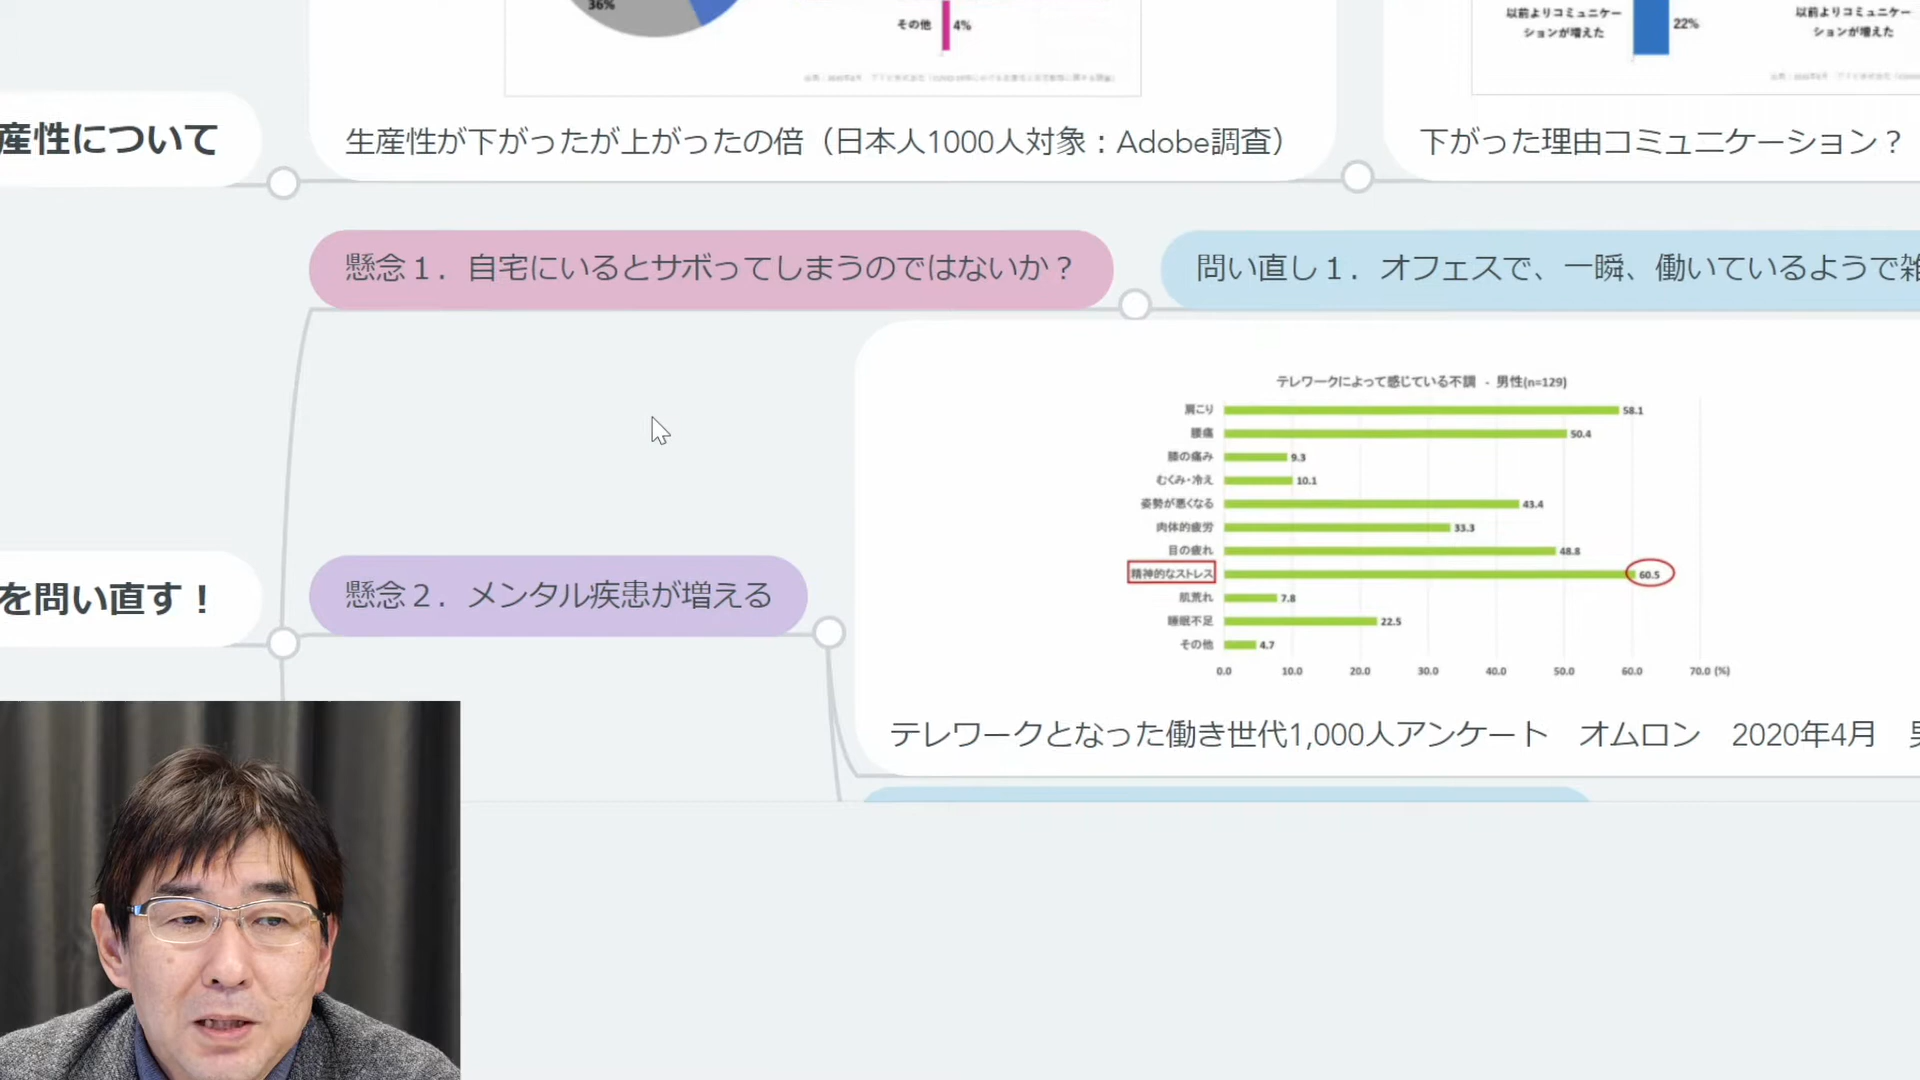 36%
その他 4%
以前よりコミュニケー
ションが増えた
22%
以前よりコミュニケー
ションが増えた
産性について
生産性が下がったが上がったの倍（日本人1000人対象：Adobe調査）
下がった理由コミュニケーション？
懸念１．自宅にいるとサボってしまうのではないか？
問い直し１．オフェスで、一瞬、働いているようで雑
テレワークによって感じている不調 - 男性(n=129)
肩こり 58.1
腰痛 50.4
膝の痛み 9.3
むくみ・冷え 10.1
姿勢が悪くなる 43.4
肉体的疲労 33.3
目の疲れ 48.8
精神的なストレス 60.5
肌荒れ 7.8
睡眠不足 22.5
その他 4.7
0.0 10.0 20.0 30.0 40.0 50.0 60.0 70.0 (%)
を問い直す！
懸念２．メンタル疾患が増える
テレワークとなった働き世代1,000人アンケート　オムロン　2020年4月